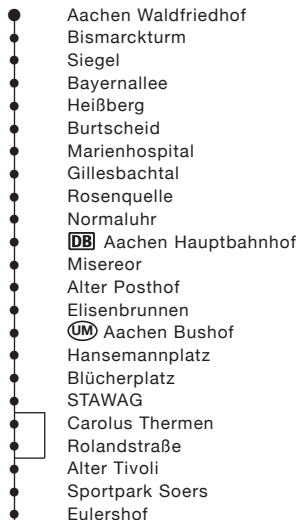 Aachen Waldfriedhof
Bismarckturm
Siegel
Bayernallee
Heißberg
Burtscheid
Marienhospital
Gillesbachtal
Rosenquelle
Normaluhr
DB Aachen Hauptbahnhof
Misereor
Alter Posthof
Elisenbrunnen
UM Aachen Bushof
Hansemannplatz
Blücherplatz
STAWAG
Carolus Thermen
Rolandstraße
Alter Tivoli
Sportpark Soers
Eulershof